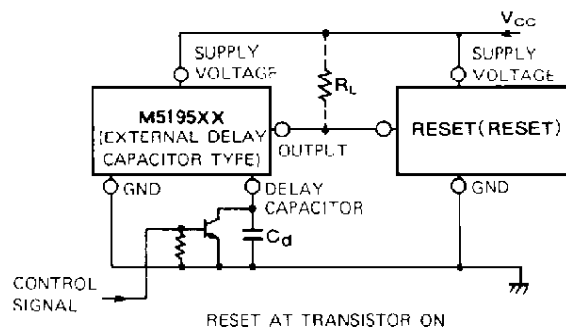 VCC
SUPPLY
VOLTAGE
SUPPLY
VOLTAGE
RL
M5195XX
(EXTERNAL DELAY
CAPACITOR TYPE)
OUTPUT
RESET(RESET)
GND
DELAY
CAPACITOR
GND
Cd
CONTROL
SIGNAL
RESET AT TRANSISTOR ON